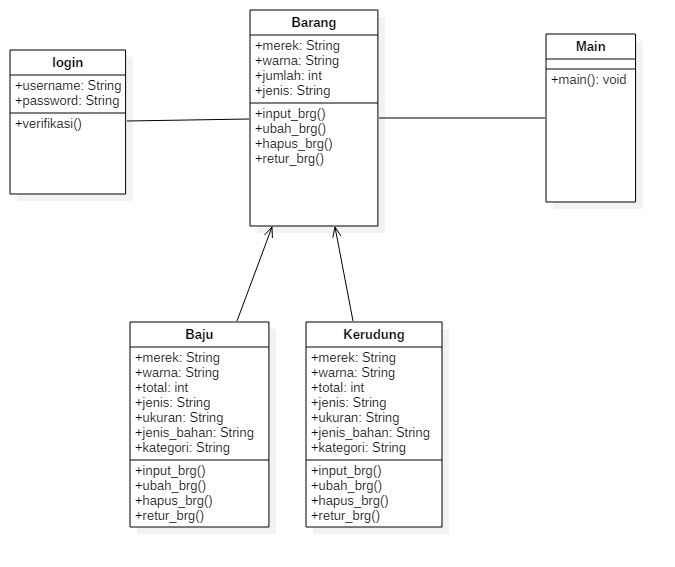 login
+username: String
+password: String
+verifikasi()
Barang
+merek: String
+warna: String
+jumlah: int
+jenis: String
+input_brg()
+ubah_brg()
+hapus_brg()
+retur_brg()
Main
+main(): void
Baju
+merek: String
+warna: String
+total: int
+jenis: String
+ukuran: String
+jenis_bahan: String
+kategori: String
+input_brg()
+ubah_brg()
+hapus_brg()
+retur_brg()
Kerudung
+merek: String
+warna: String
+total: int
+jenis: String
+ukuran: String
+jenis_bahan: String
+kategori: String
+input_brg()
+ubah_brg()
+hapus_brg()
+retur_brg()